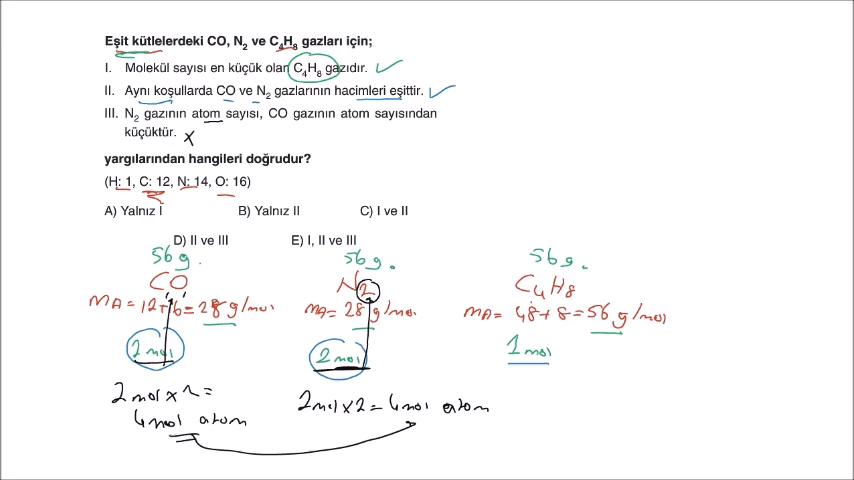 Eşit kütlelerdeki CO, N₂ ve C₄H₈ gazları için;
I. Molekül sayısı en küçük olan C₄H₈ gazıdır.
II. Aynı koşullarda CO ve N₂ gazlarının hacimleri eşittir.
III. N₂ gazının atom sayısı, CO gazının atom sayısından
küçüktür. x
yargılarından hangileri doğrudur?
(H: 1, C: 12, N: 14, O: 16)
A) Yalnız I B) Yalnız II C) I ve II
D) II ve III E) I, II ve III
56 g. 56 g. 56 g.
CO N₂ C₄H₈
MA = 12+16 = 28 g/mol MA = 28 g/mol MA = 48 + 8 = 56 g/mol
2 mol 2 mol 1 mol
2 mol x 2 = 2 mol x 2 = 4 mol atom
4 mol atom